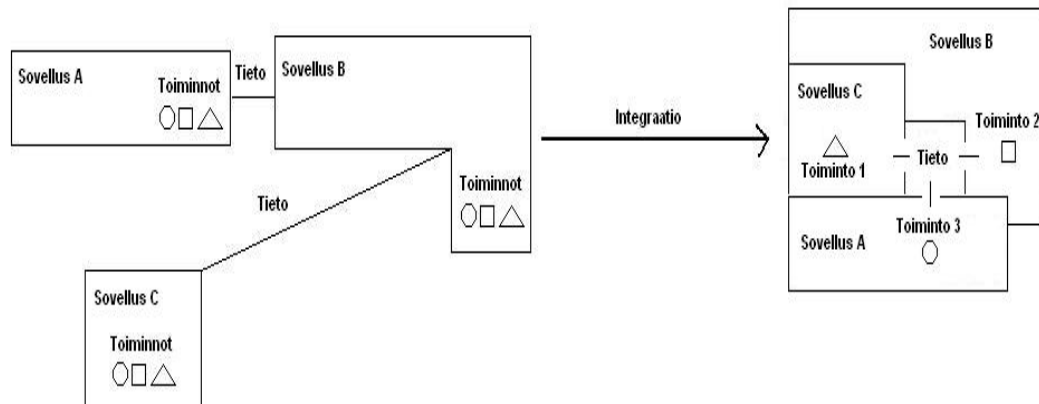 Sovellus A
Toiminnot
Tieto
Sovellus B
Toiminnot
Tieto
Sovellus C
Toiminnot
Integraatio
Sovellus B
Sovellus C
Toiminto 1
Tieto
Toiminto 2
Sovellus A
Toiminto 3